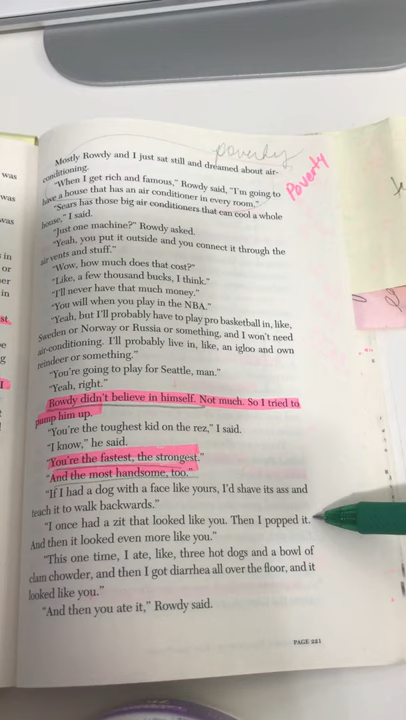 poverty
Poverty
Mostly Rowdy and I just sat still and dreamed about air-
conditioning.
"When I get rich and famous," Rowdy said, "I'm going to
have a house that has an air conditioner in every room."
"Sears has those big air conditioners that can cool a whole
house," I said.
"Just one machine?" Rowdy asked.
"Yeah, you put it outside and you connect it through the
air vents and stuff."
"Wow, how much does that cost?"
"Like, a few thousand bucks, I think."
"I'll never have that much money."
"You will when you play in the NBA."
"Yeah, but I'll probably have to play pro basketball in, like,
Sweden or Norway or Russia or something, and I won't need
air-conditioning. I'll probably live in, like, an igloo and own
reindeer or something."
"You're going to play for Seattle, man."
"Yeah, right."
Rowdy didn't believe in himself. Not much. So I tried to
pump him up.
"You're the toughest kid on the rez," I said.
"I know," he said.
"You're the fastest, the strongest."
"And the most handsome, too."
"If I had a dog with a face like yours, I'd shave its ass and
teach it to walk backwards."
"I once had a zit that looked like you. Then I popped it.
And then it looked even more like you."
"This one time, I ate, like, three hot dogs and a bowl of
clam chowder, and then I got diarrhea all over the floor, and it
looked like you."
"And then you ate it," Rowdy said.
PAGE 221
was
was
was
in
or
in
st